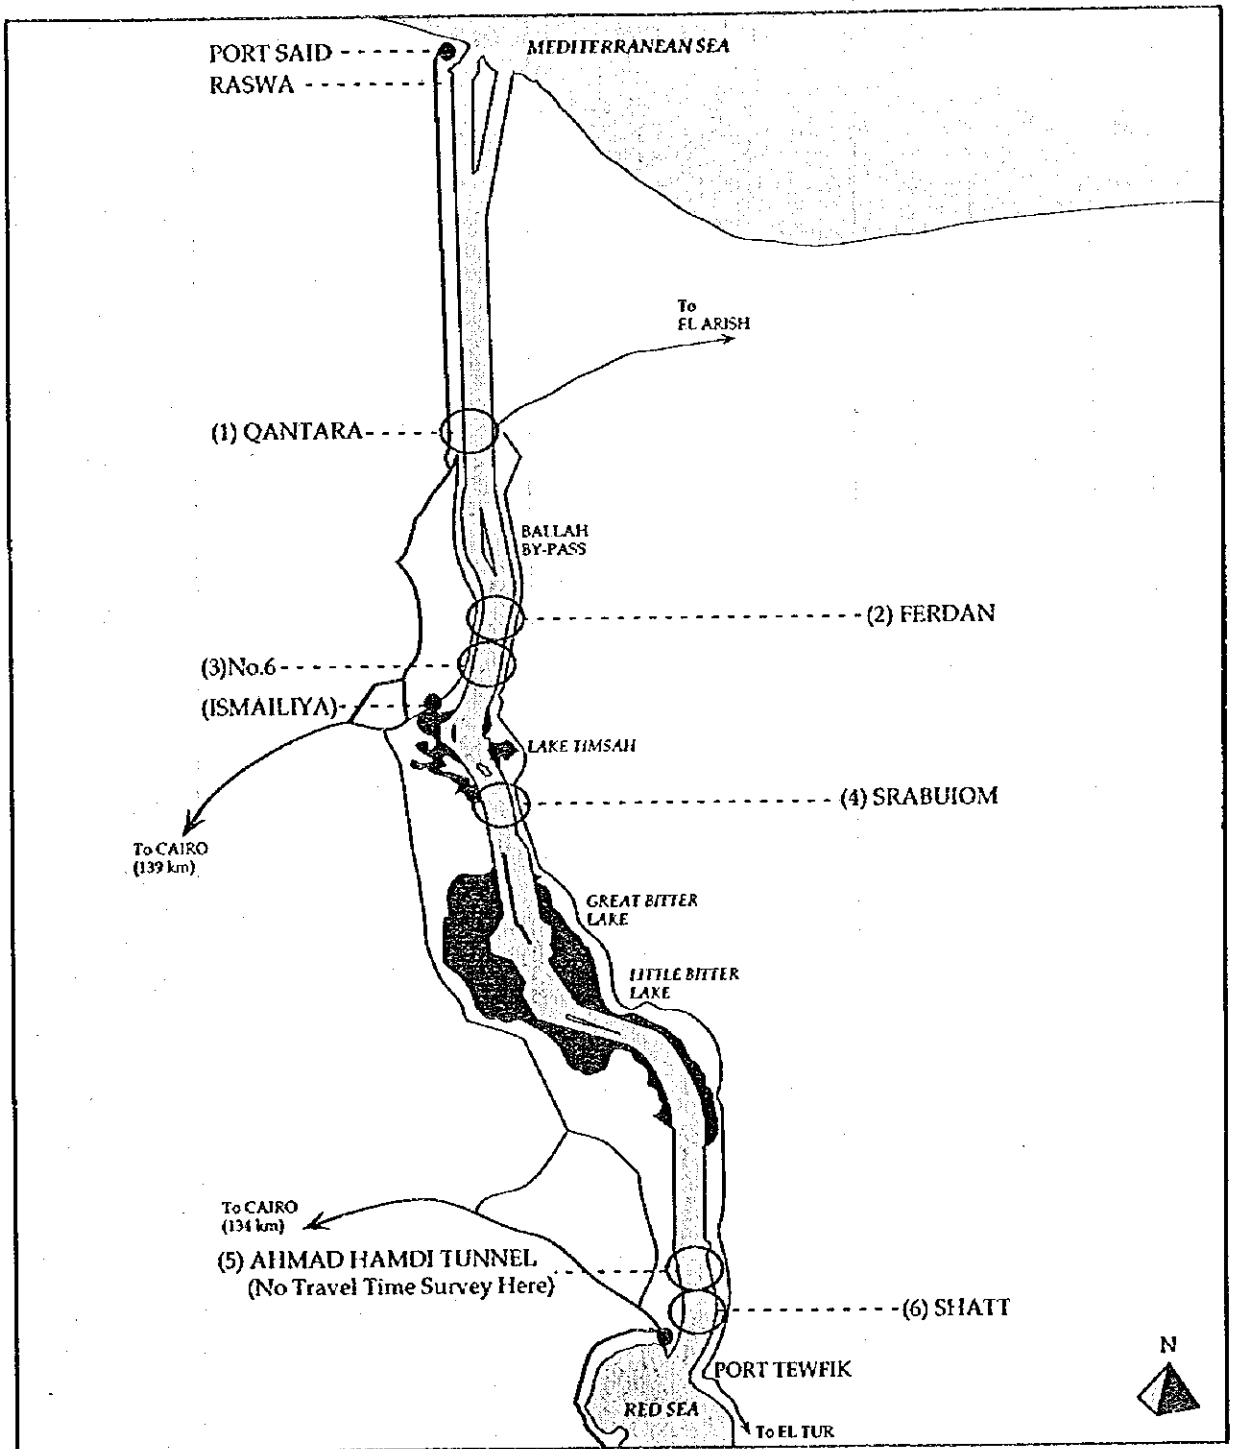 PORT SAID
MEDITERRANEAN SEA
RASWA
To
EL ARISH
(1) QANTARA
BALLAH
BY-PASS
(2) FERDAN
(3)No.6
(ISMAILIYA)
LAKE TIMSAH
(4) SRABUIOM
To CAIRO
(139 km)
GREAT BITTER
LAKE
LITTLE BITTER
LAKE
To CAIRO
(134 km)
(5) AHMAD HAMDI TUNNEL
(No Travel Time Survey Here)
(6) SHATT
N
PORT TEWFIK
RED SEA
To EL TUR